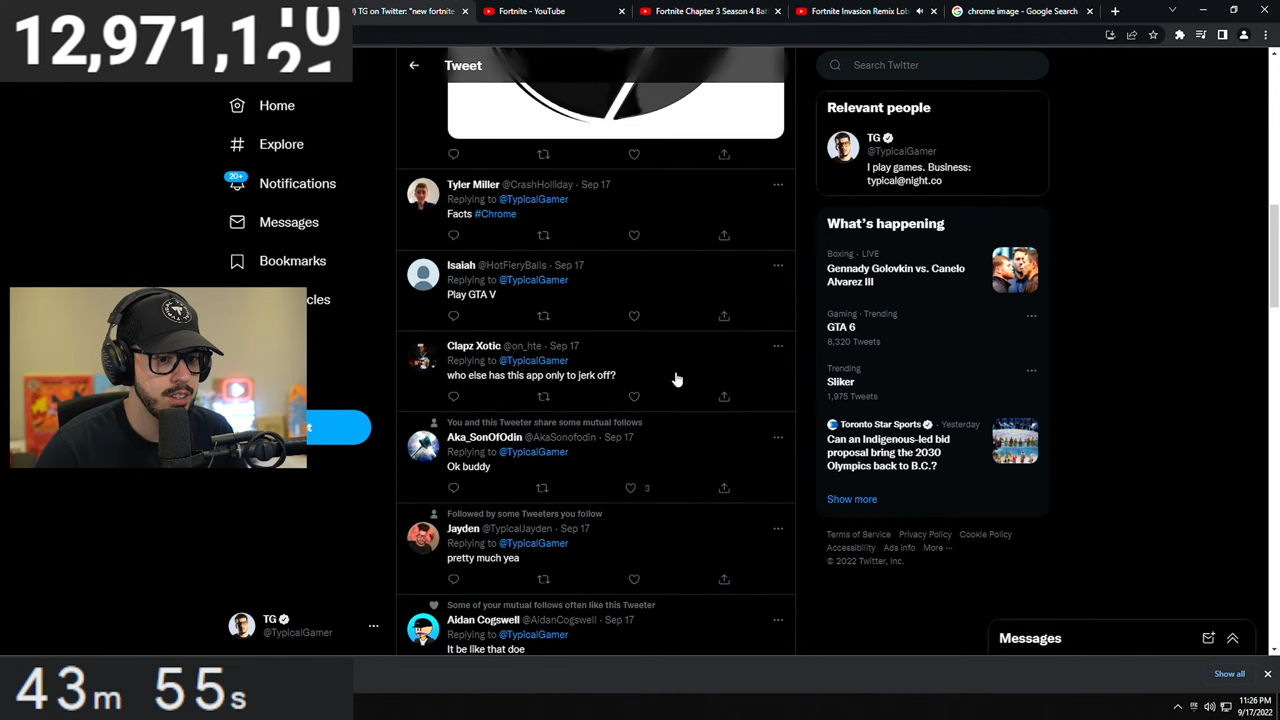 12,971,1
TG on Twitter: "new fortnite
Fortnite - YouTube
Fortnite Chapter 3 Season 4 Bat
Fortnite Invasion Remix Lob
chrome image - Google Search
Home
Explore
20+
Notifications
Messages
Bookmarks
Tweet
Tyler Miller @CrashHolliday · Sep 17
Replying to @TypicalGamer
Facts #Chrome
Isaiah @HotFieryBalls · Sep 17
Replying to @TypicalGamer
Play GTA V
Clapz Xotic @on_hte · Sep 17
Replying to @TypicalGamer
who else has this app only to jerk off?
You and this Tweeter share some mutual follows
Aka_SonOfOdin @AkaSonofodin · Sep 17
Replying to @TypicalGamer
Ok buddy
3
Followed by some Tweeters you follow
Jayden @TypicalJayden · Sep 17
Replying to @TypicalGamer
pretty much yea
Some of your mutual follows often like this Tweeter
Aidan Cogswell @AidanCogswell · Sep 17
Replying to @TypicalGamer
It be like that doe
Search Twitter
Relevant people
TG
@TypicalGamer
I play games. Business:
typical@night.co
What's happening
Boxing · LIVE
Gennady Golovkin vs. Canelo
Alvarez III
Gaming · Trending
GTA 6
8,320 Tweets
Trending
Sliker
1,975 Tweets
Toronto Star Sports · Yesterday
Can an Indigenous-led bid
proposal bring the 2030
Olympics back to B.C.?
Show more
Terms of Service Privacy Policy Cookie Policy
Accessibility Ads info More ···
© 2022 Twitter, Inc.
TG
@TypicalGamer
Messages
43m 55s
Show all
11:26 PM
9/17/2022